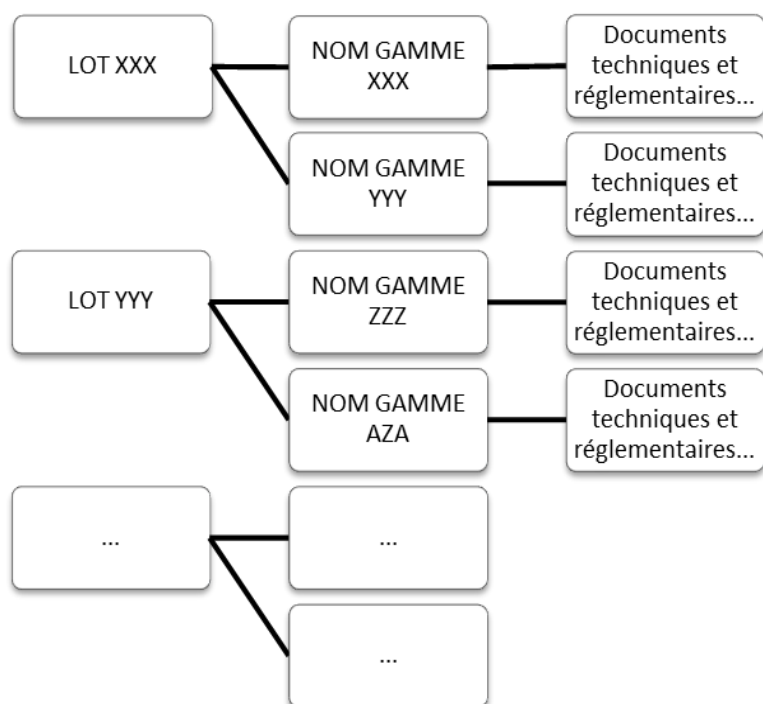 LOT XXX
NOM GAMME
XXX
Documents
techniques et
réglementaires...
NOM GAMME
YYY
Documents
techniques et
réglementaires...
LOT YYY
NOM GAMME
ZZZ
Documents
techniques et
réglementaires...
NOM GAMME
AZA
Documents
techniques et
réglementaires...
...
...
...